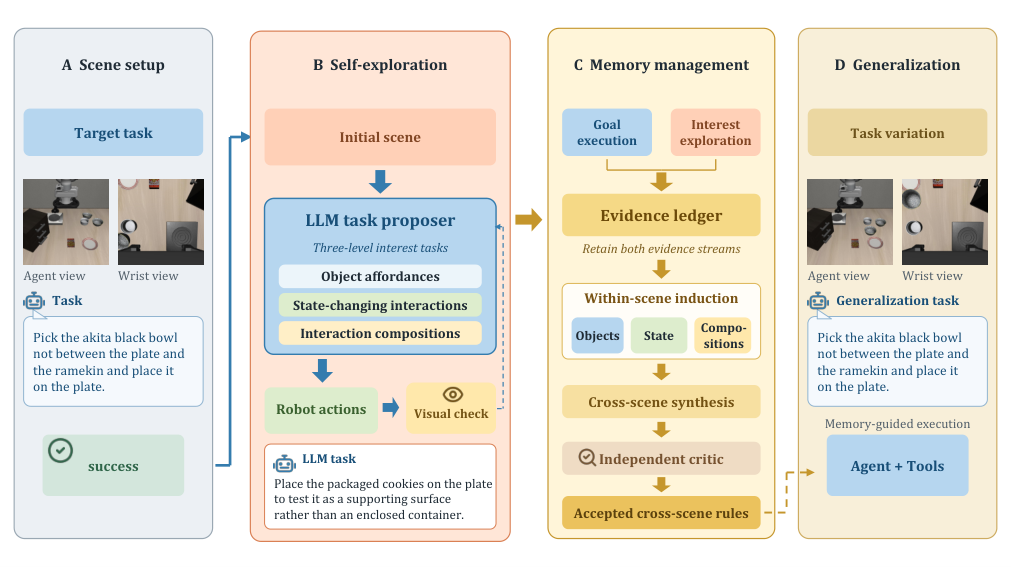 A Scene setup
Target task
Agent view
Wrist view
Task
Pick the akita black bowl
not between the plate and
the ramekin and place it
on the plate.
success
B Self-exploration
Initial scene
LLM task proposer
Three-level interest tasks
Object affordances
State-changing interactions
Interaction compositions
Robot actions
Visual check
LLM task
Place the packaged cookies on the plate
to test it as a supporting surface
rather than an enclosed container.
C Memory management
Goal
execution
Interest
exploration
Evidence ledger
Retain both evidence streams
Within-scene induction
Objects
State
Compo-
sitions
Cross-scene synthesis
Independent critic
Accepted cross-scene rules
D Generalization
Task variation
Agent view
Wrist view
Generalization task
Pick the akita black bowl
not between the plate and
the ramekin and place it
on the plate.
Memory-guided execution
Agent + Tools